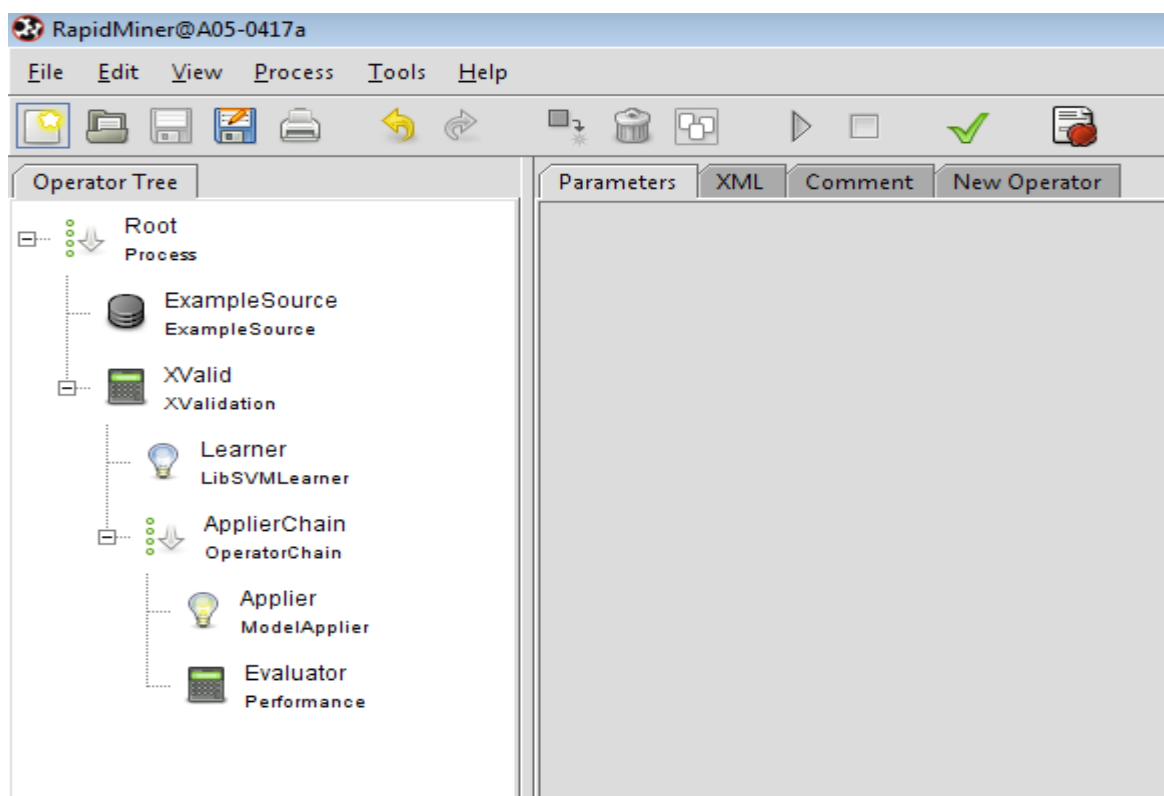 RapidMiner@A05-0417a
File Edit View Process Tools Help
Operator Tree
Parameters XML Comment New Operator
Root
Process
ExampleSource
ExampleSource
XValid
XValidation
Learner
LibSVMLearner
ApplierChain
OperatorChain
Applier
ModelApplier
Evaluator
Performance